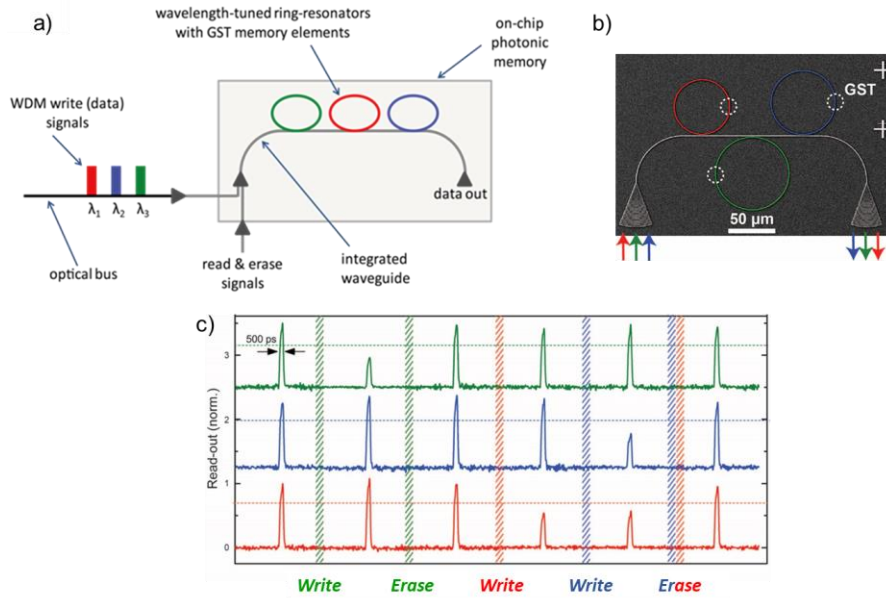 a)
wavelength-tuned ring-resonators
with GST memory elements
on-chip
photonic
memory
WDM write (data)
signals
λ1 λ2 λ3
optical bus
read & erase
signals
integrated
waveguide
data out
b)
GST
50 µm
c)
500 ps
Read-out (norm.)
3
2
1
0
Write Erase Write Write Erase